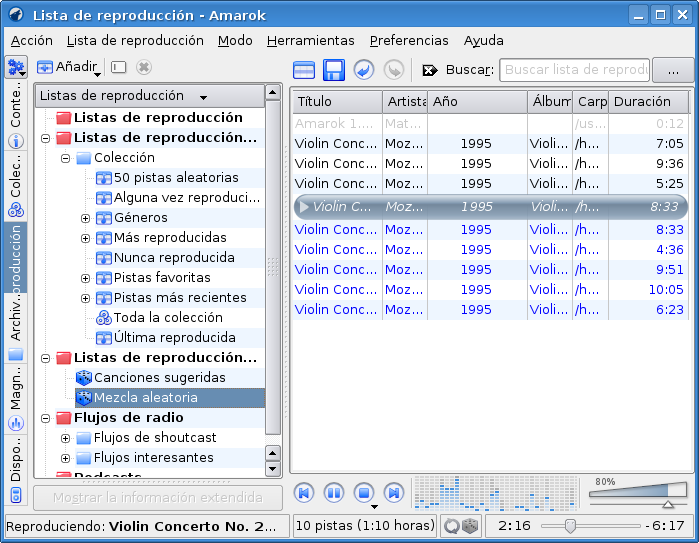 Lista de reproducción - Amarok
Acción Lista de reproducción Modo Herramientas Preferencias Ayuda
Añadir
Buscar: Buscar lista de reprodu ...
Conte..
Colec..
producción
Archiv..
Magn..
Dispo..
Listas de reproducción
Listas de reproducción
Listas de reproducción...
Colección
50 pistas aleatorias
Alguna vez reproduci...
Géneros
Más reproducidas
Nunca reproducida
Pistas favoritas
Pistas más recientes
Toda la colección
Última reproducida
Listas de reproducción...
Canciones sugeridas
Mezcla aleatoria
Flujos de radio
Flujos de shoutcast
Flujos interesantes
Podcasts
Mostrar la información extendida
Título Artista Año Álbum Carp Duración
Amarok 1.... Mat... /us... 0:12
Violin Conc... Moz... 1995 Violi... /h... 7:05
Violin Conc... Moz... 1995 Violi... /h... 9:36
Violin Conc... Moz... 1995 Violi... /h... 5:25
Violin C... Moz... 1995 Violi... /h... 8:33
Violin Conc... Moz... 1995 Violi... /h... 8:33
Violin Conc... Moz... 1995 Violi... /h... 4:36
Violin Conc... Moz... 1995 Violi... /h... 9:51
Violin Conc... Moz... 1995 Violi... /h... 10:05
Violin Conc... Moz... 1995 Violi... /h... 6:23
80%
Reproduciendo: Violin Concerto No. 2... 10 pistas (1:10 horas) 2:16 -6:17